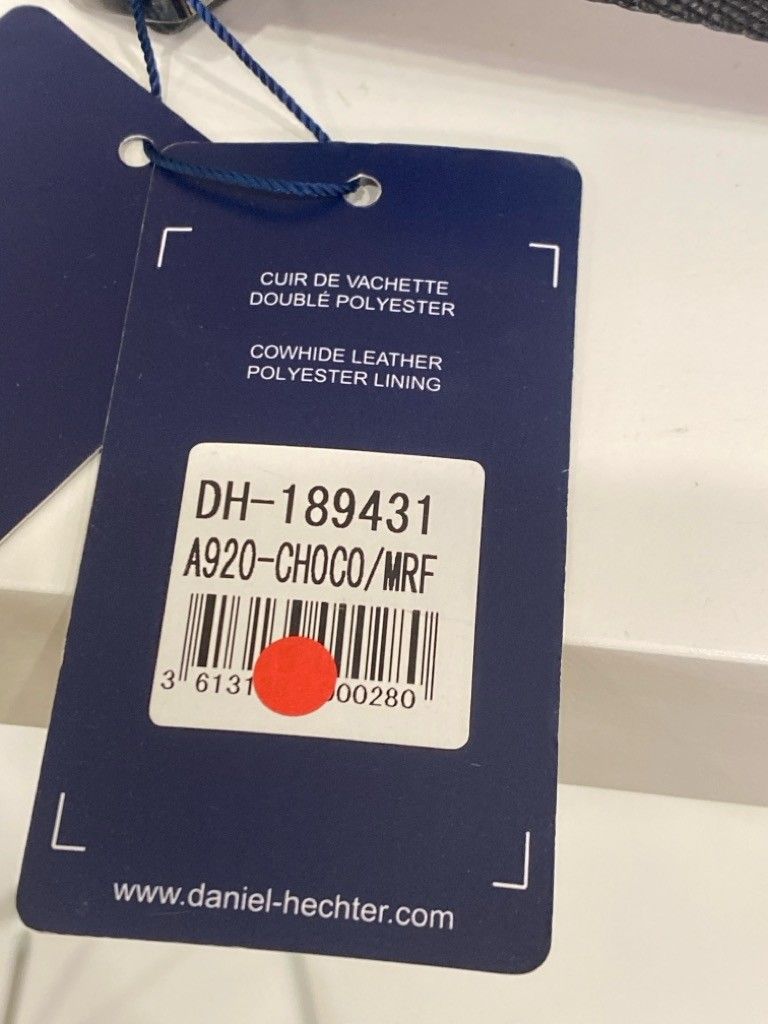 CUIR DE VACHETTE
DOUBLÉ POLYESTER
COWHIDE LEATHER
POLYESTER LINING
DH-189431
A920-CHOCO/MRF
3 6131 00280
www.daniel-hechter.com